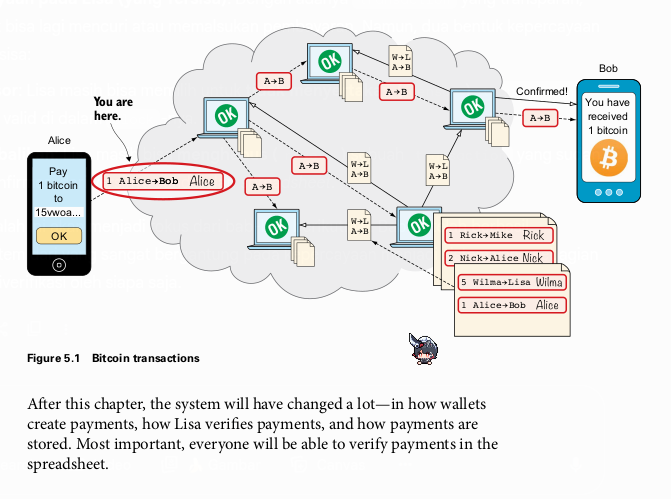 Alice
Pay
1 bitcoin
to
15vwoa...
OK
You are
here.
1 Alice→Bob Alice
OK
A→B
OK
W→L
A→B
A→B
OK
Confirmed!
A→B
Bob
You have
received
1 bitcoin
A→B
W→L
A→B
W→L
A→B
A→B
OK
W→L
A→B
OK
1 Rick→Mike Rick
2 Nick→Alice Nick
5 Wilma→Lisa Wilma
1 Alice→Bob Alice
Figure 5.1 Bitcoin transactions
After this chapter, the system will have changed a lot—in how wallets
create payments, how Lisa verifies payments, and how payments are
stored. Most important, everyone will be able to verify payments in the
spreadsheet.